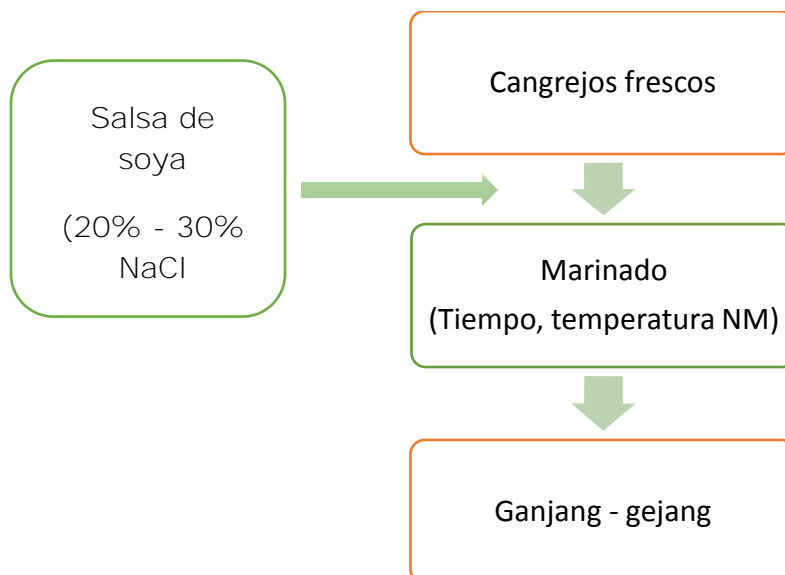 Cangrejos frescos
Salsa de
soya
(20% - 30%
NaCl
Marinado
(Tiempo, temperatura NM)
Ganjang - gejang